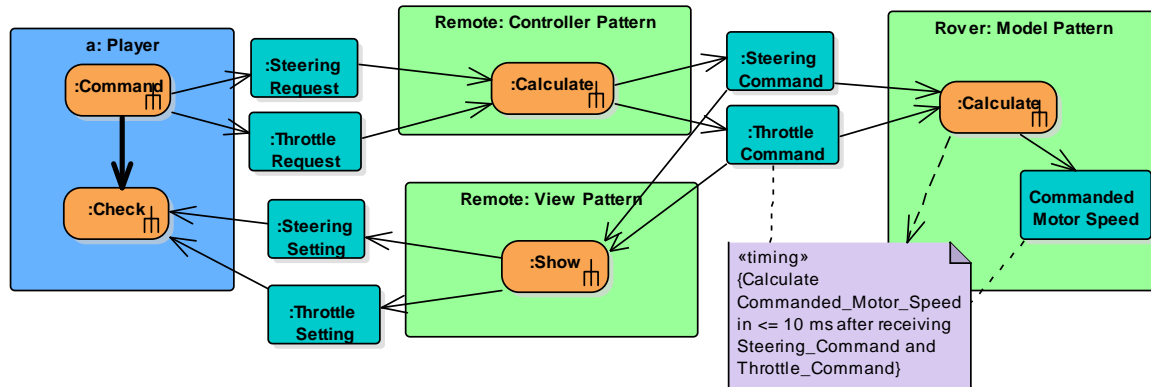 a: Player
:Command
:Check
:Steering
Request
:Throttle
Request
:Steering
Setting
:Throttle
Setting
Remote: Controller Pattern
:Calculate
Remote: View Pattern
:Show
:Steering
Command
:Throttle
Command
Rover: Model Pattern
:Calculate
Commanded
Motor Speed
«timing»
{Calculate
Commanded_Motor_Speed
in <= 10 ms after receiving
Steering_Command and
Throttle_Command}